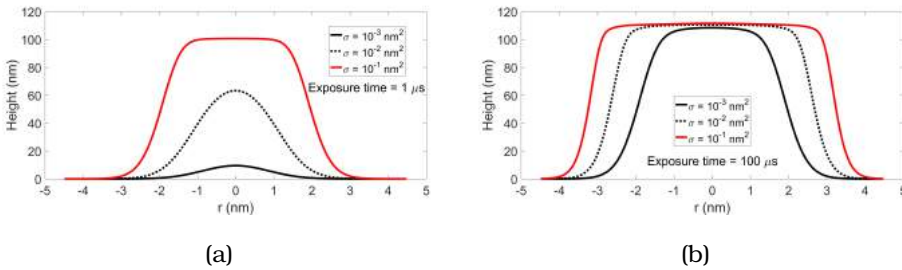 120
100
80
60
40
20
0
Height (nm)
σ = 10⁻³ nm²
σ = 10⁻² nm²
σ = 10⁻¹ nm²
Exposure time = 1 μs
-5 -4 -3 -2 -1 0 1 2 3 4 5
r (nm)
(a)
120
100
80
60
40
20
0
Height (nm)
σ = 10⁻³ nm²
σ = 10⁻² nm²
σ = 10⁻¹ nm²
Exposure time = 100 μs
-5 -4 -3 -2 -1 0 1 2 3 4 5
r (nm)
(b)